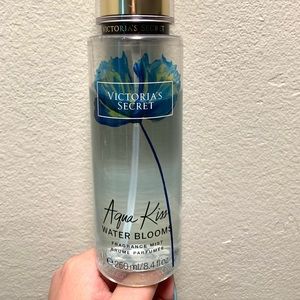 VICTORIA'S SECRET
VICTORIA'S
SECRET
Aqua Kiss
WATER BLOOMS
FRAGRANCE MIST
BRUME PARFUMÉE
℮ 250 ml/8.4 fl oz